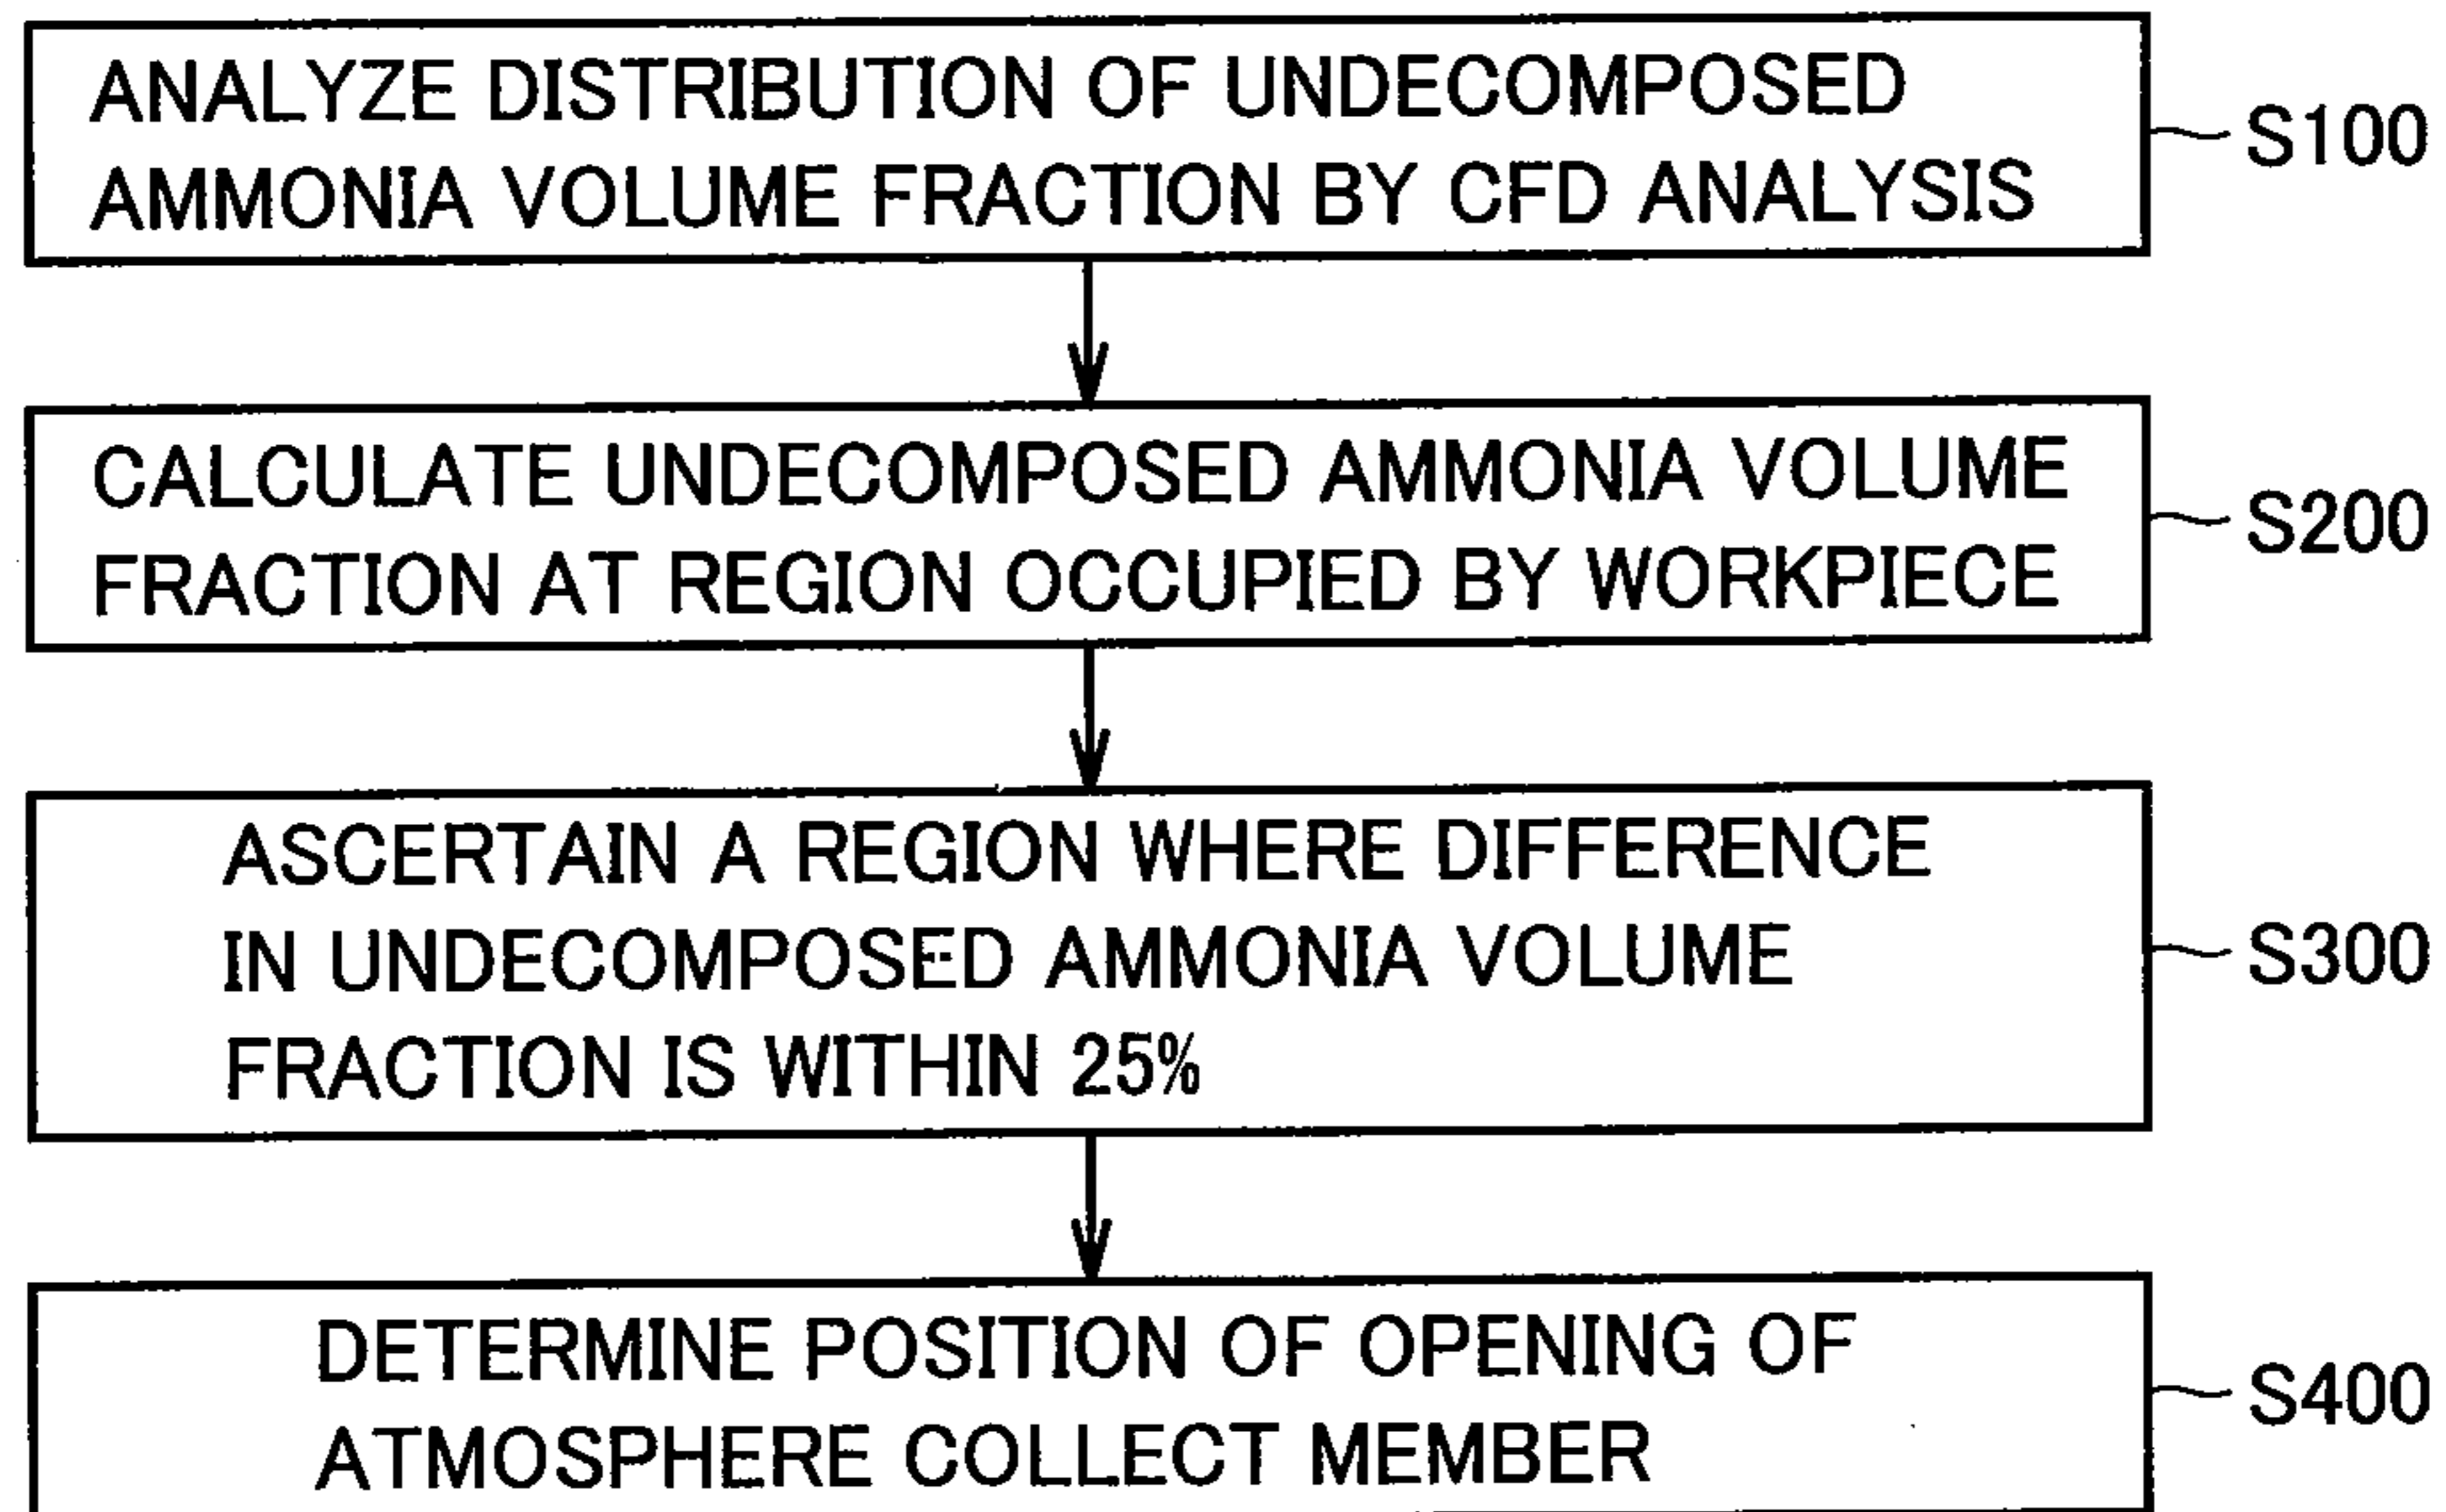 ANALYZE DISTRIBUTION OF UNDECOMPOSED
AMMONIA VOLUME FRACTION BY CFD ANALYSIS
S100
CALCULATE UNDECOMPOSED AMMONIA VOLUME
FRACTION AT REGION OCCUPIED BY WORKPIECE
S200
ASCERTAIN A REGION WHERE DIFFERENCE
IN UNDECOMPOSED AMMONIA VOLUME
FRACTION IS WITHIN 25%
S300
DETERMINE POSITION OF OPENING OF
ATMOSPHERE COLLECT MEMBER
S400